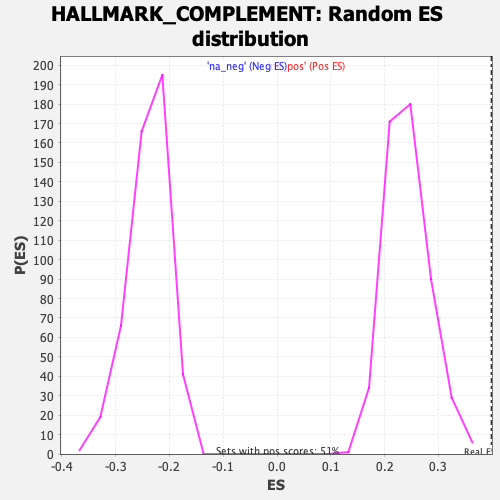 HALLMARK_COMPLEMENT: Random ES
distribution
200
'na_neg' (Neg ES)pos' (Pos ES)
190
180
170
160
150
140
130
120
110
100
90
80
70
60
50
40
30
20
10
0
P(ES)
Sets with pos scores: 51%
Real E
-0.4 -0.3 -0.2 -0.1 0.0 0.1 0.2 0.3
ES